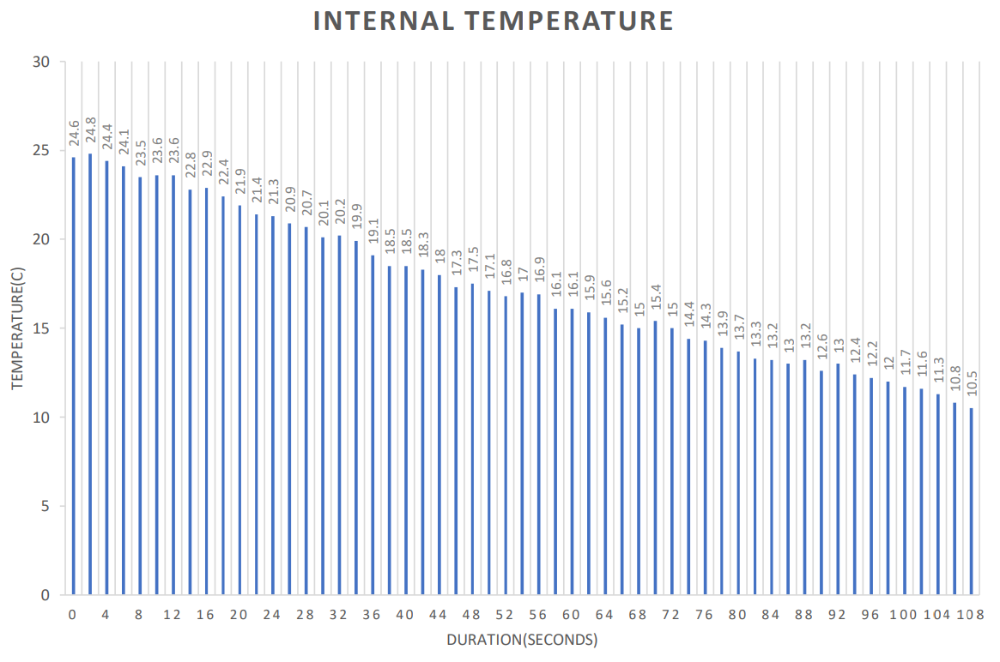 INTERNAL TEMPERATURE
30
25
20
15
10
5
0
TEMPERATURE(C)
24.6 24.8 24.4 24.1 23.5 23.6 23.6 22.8 22.9 22.4 21.9 21.4 21.3 20.9 20.7 20.1 20.2 19.9 19.1 18.5 18.5 18.3 18 17.3 17.5 17.1 16.8 17 16.9 16.1 16.1 15.9 15.6 15.2 15 15.4 15 14.4 14.3 13.9 13.7 13.3 13.2 13 13.2 12.6 13 12.4 12.2 12 11.7 11.6 11.3 10.8 10.5
0 4 8 12 16 20 24 28 32 36 40 44 48 52 56 60 64 68 72 76 80 84 88 92 96 100 104 108
DURATION(SECONDS)